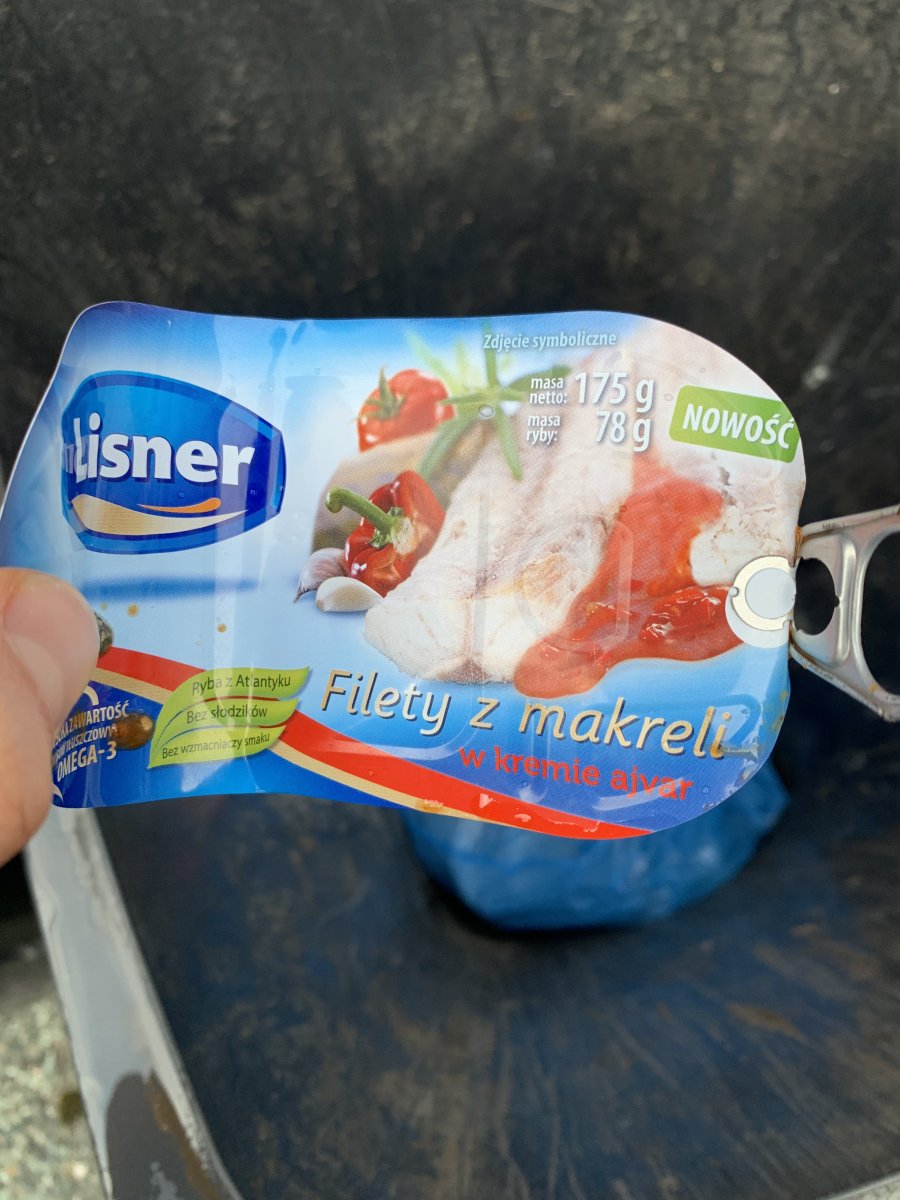 Zdjęcie symboliczne
masa netto: 175 g
masa ryby: 78 g
NOWOŚĆ
Lisner
Ryba z Atlantyku
Bez słodzików
Bez wzmacniaczy smaku
Filety z makreli
w kremie ajvar
OMEGA-3